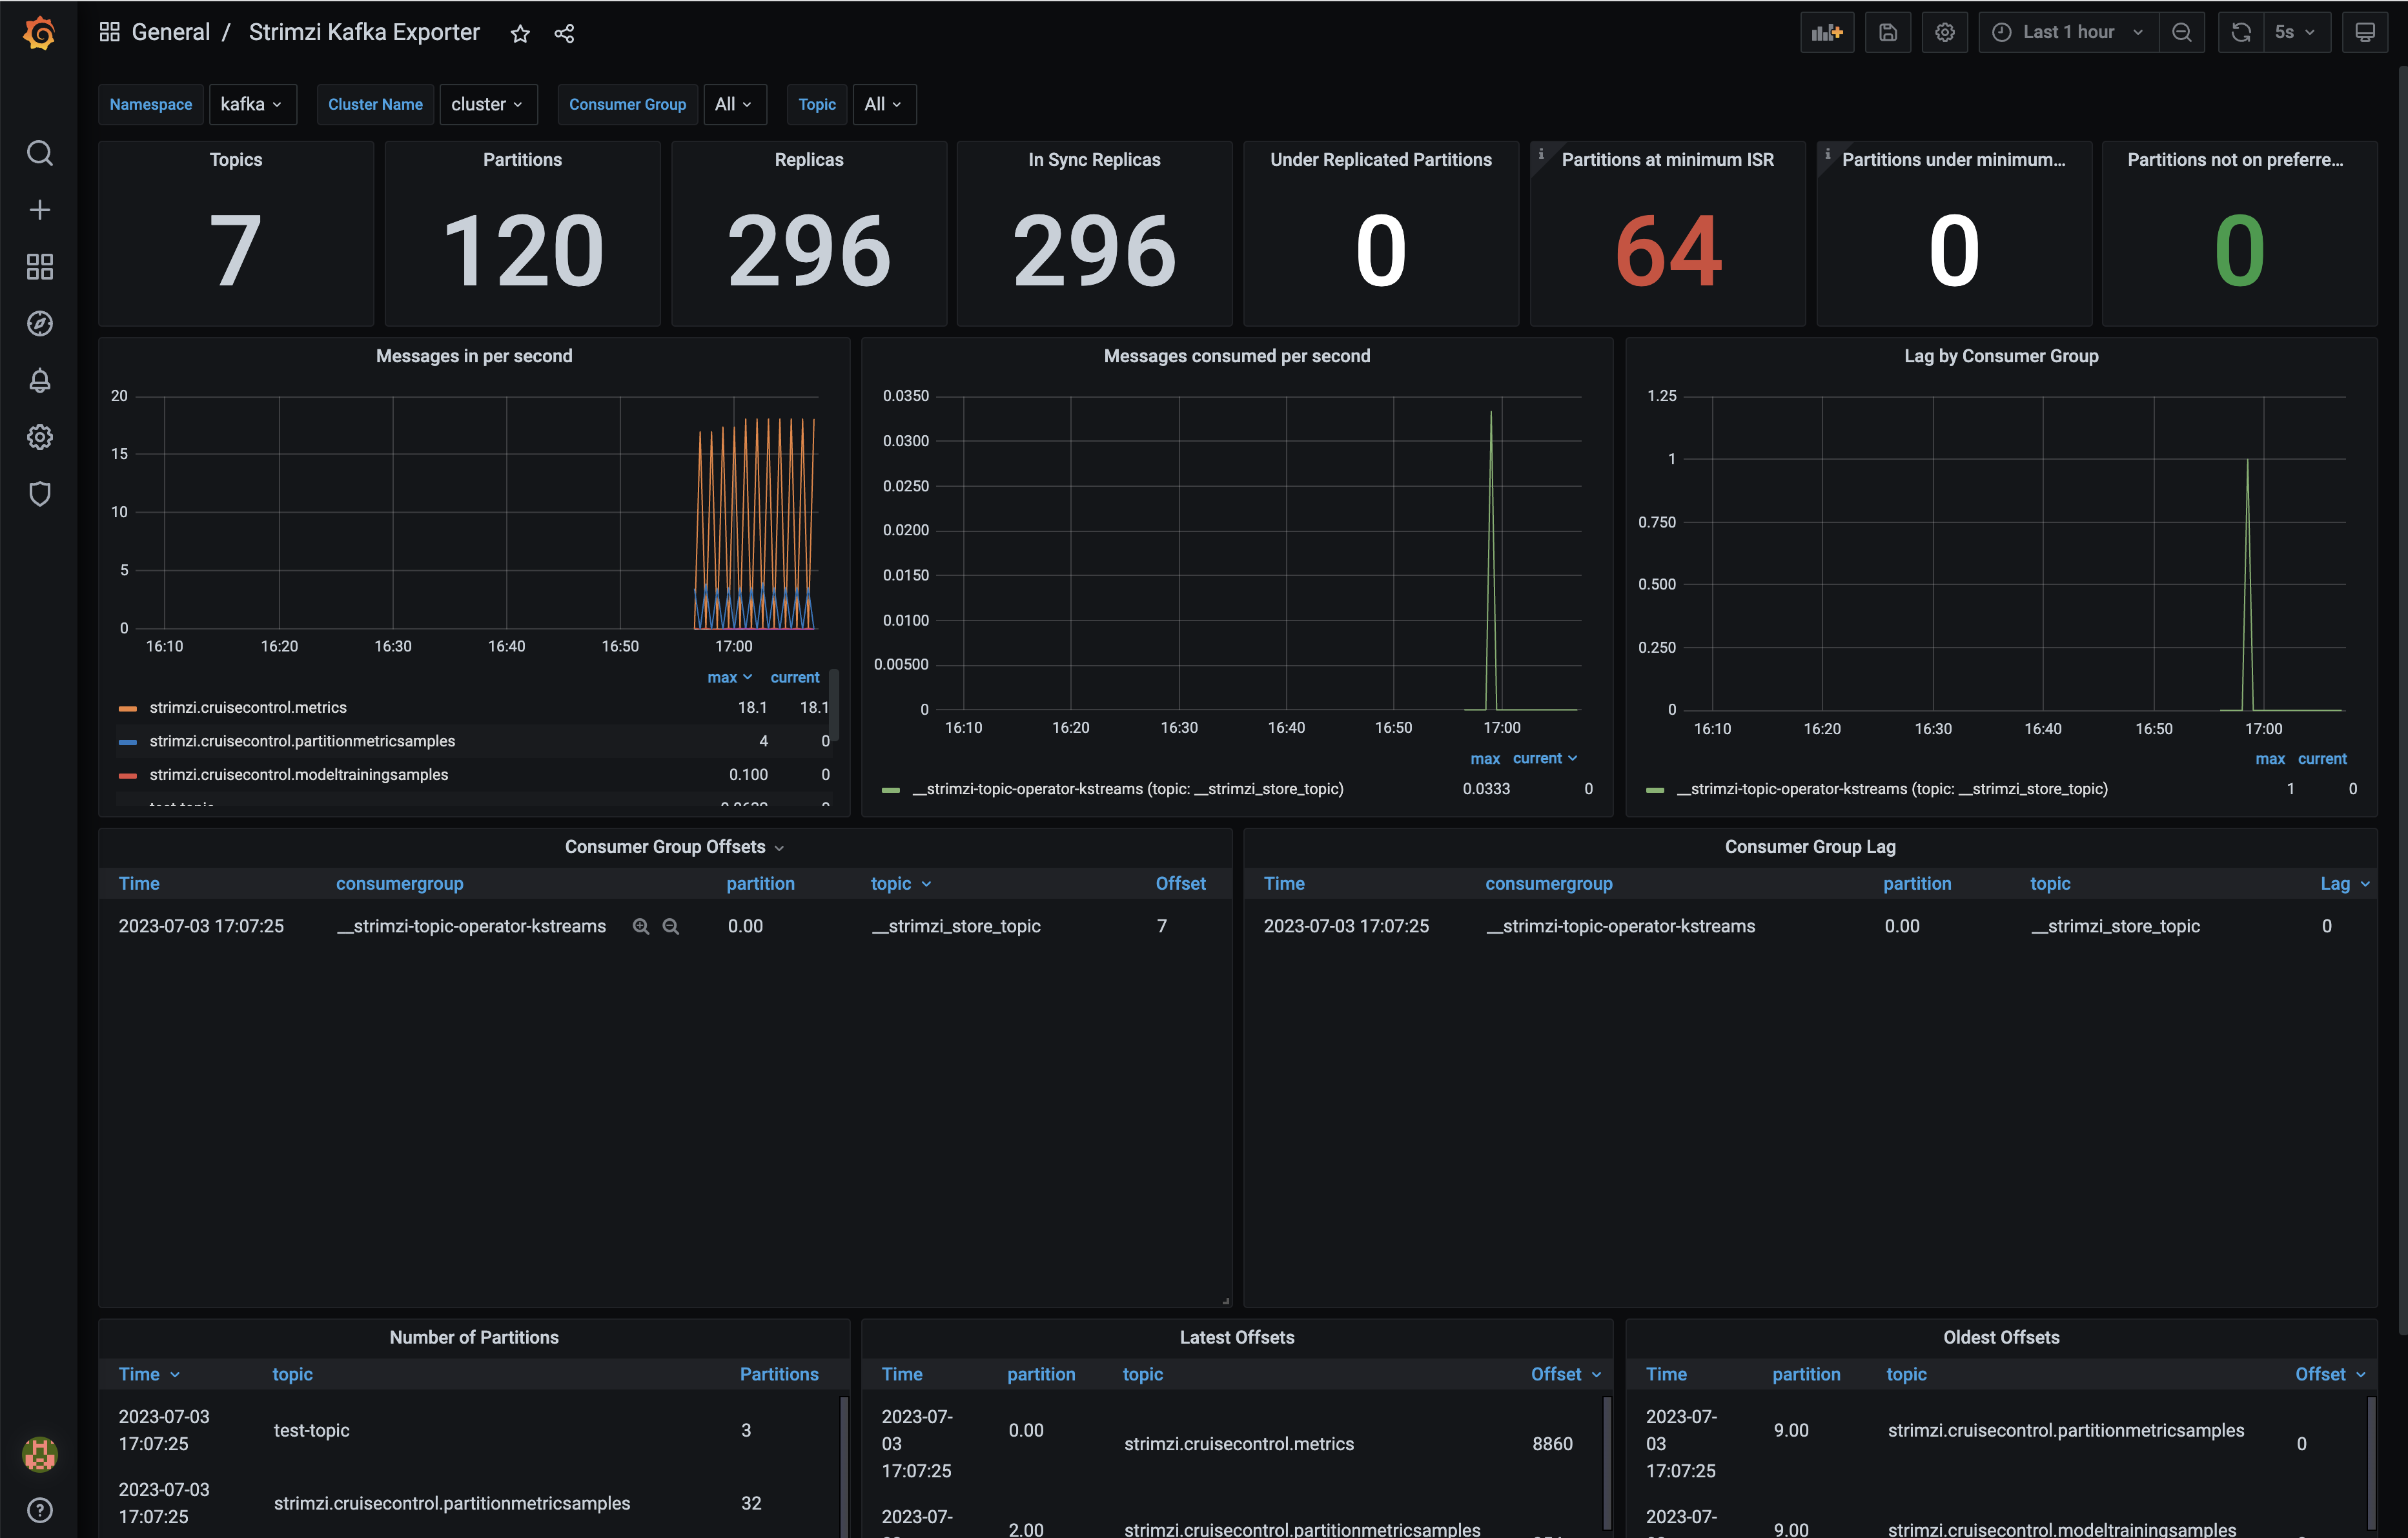 General / Strimzi Kafka Exporter
Last 1 hour
5s
Namespace kafka Cluster Name cluster Consumer Group All Topic All
Topics
7
Partitions
120
Replicas
296
In Sync Replicas
296
Under Replicated Partitions
0
Partitions at minimum ISR
64
Partitions under minimum...
0
Partitions not on preferre...
0
Messages in per second
20
15
10
5
0
16:10 16:20 16:30 16:40 16:50 17:00
max current
strimzi.cruisecontrol.metrics 18.1 18.1
strimzi.cruisecontrol.partitionmetricsamples 4 0
strimzi.cruisecontrol.modeltrainingsamples 0.100 0
Messages consumed per second
0.0350
0.0300
0.0250
0.0200
0.0150
0.0100
0.00500
0
16:10 16:20 16:30 16:40 16:50 17:00
max current
__strimzi-topic-operator-kstreams (topic: __strimzi_store_topic) 0.0333 0
Lag by Consumer Group
1.25
1
0.750
0.500
0.250
0
16:10 16:20 16:30 16:40 16:50 17:00
max current
__strimzi-topic-operator-kstreams (topic: __strimzi_store_topic) 1 0
Consumer Group Offsets
Time consumergroup partition topic Offset
2023-07-03 17:07:25 __strimzi-topic-operator-kstreams 0.00 __strimzi_store_topic 7
Consumer Group Lag
Time consumergroup partition topic Lag
2023-07-03 17:07:25 __strimzi-topic-operator-kstreams 0.00 __strimzi_store_topic 0
Number of Partitions
Time topic Partitions
2023-07-03
17:07:25
test-topic 3
2023-07-03
17:07:25
strimzi.cruisecontrol.partitionmetricsamples 32
Latest Offsets
Time partition topic Offset
2023-07-
03
17:07:25
0.00 strimzi.cruisecontrol.metrics 8860
2023-07-
2.00 strimzi.cruisecontrol.partitionmetricsamples
Oldest Offsets
Time partition topic Offset
2023-07-
03
17:07:25
9.00 strimzi.cruisecontrol.partitionmetricsamples 0
2023-07-
9.00 strimzi.cruisecontrol.modeltrainingsamples